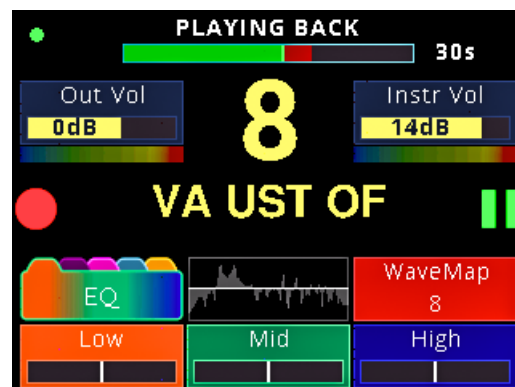 PLAYING BACK
30s
Out Vol
0dB
8
Instr Vol
14dB
VA UST OF
EQ
WaveMap
8
Low
Mid
High